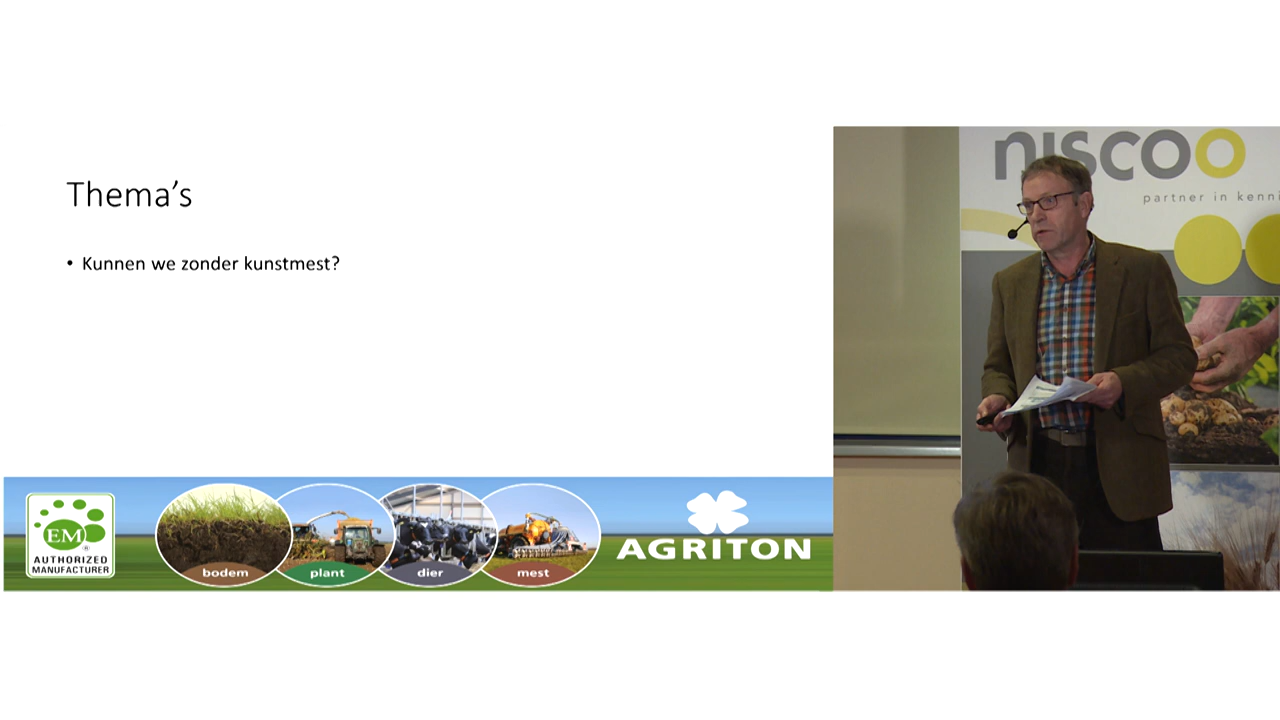 Thema's
• Kunnen we zonder kunstmest?
EM
®
AUTHORIZED
MANUFACTURER
bodem
plant
dier
mest
AGRITON
niscoo
partner in kenni